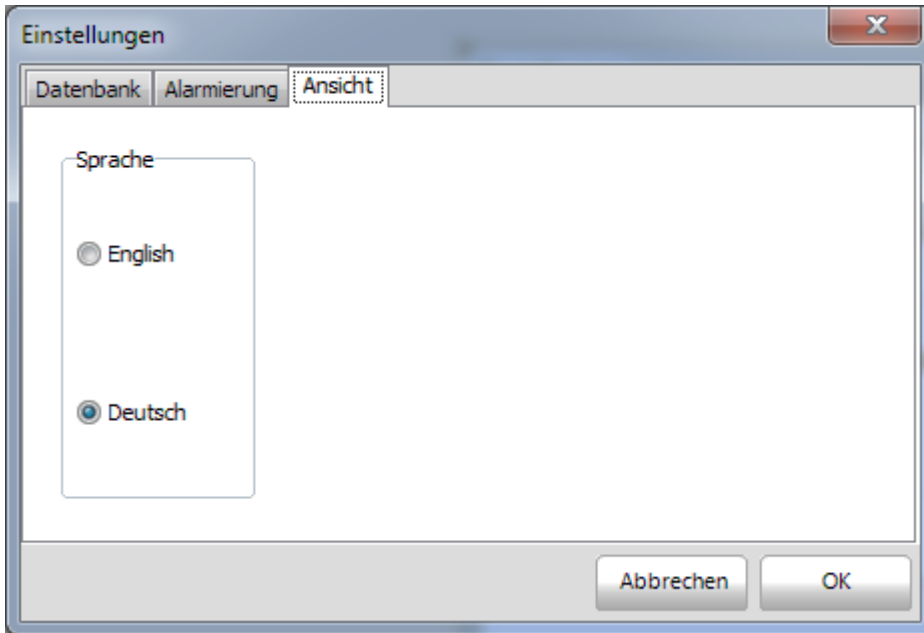 Einstellungen
Datenbank Alarmierung Ansicht
Sprache
English
Deutsch
Abbrechen OK